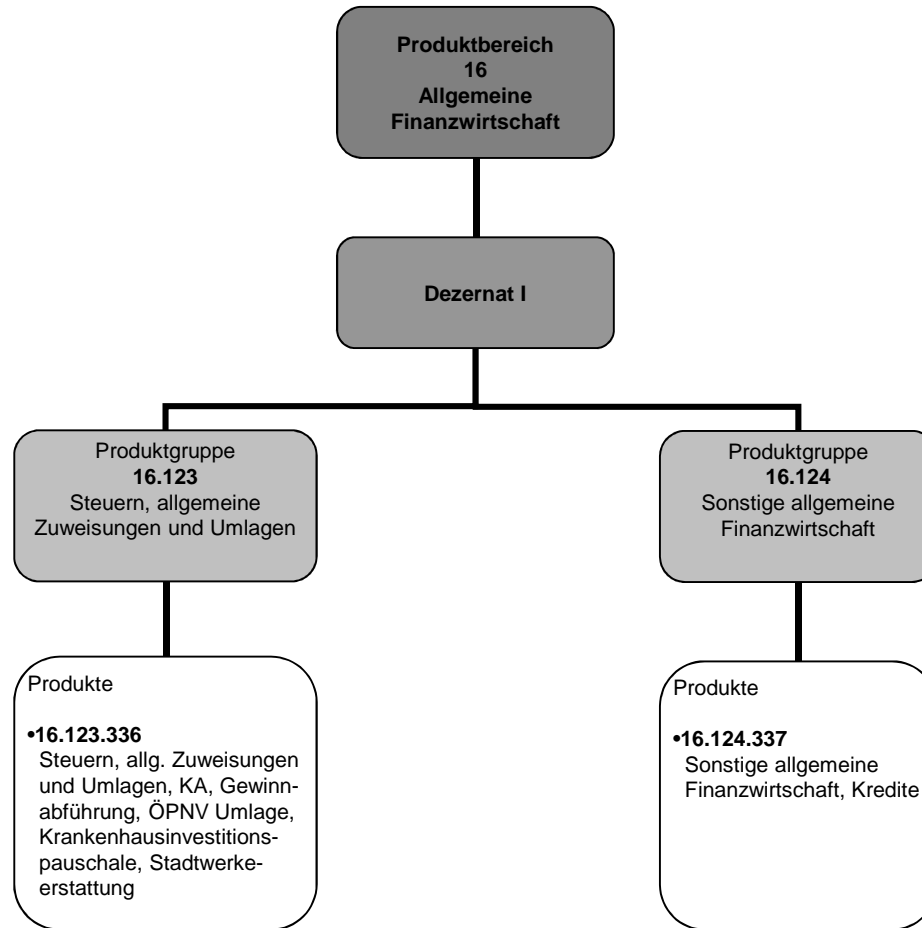 Produktbereich
16
Allgemeine
Finanzwirtschaft
Dezernat I
Produktgruppe
16.123
Steuern, allgemeine
Zuweisungen und Umlagen
Produktgruppe
16.124
Sonstige allgemeine
Finanzwirtschaft
Produkte
•16.123.336
Steuern, allg. Zuweisungen
und Umlagen, KA, Gewinn-
abführung, ÖPNV Umlage,
Krankenhausinvestitions-
pauschale, Stadtwerke-
erstattung
Produkte
•16.124.337
Sonstige allgemeine
Finanzwirtschaft, Kredite